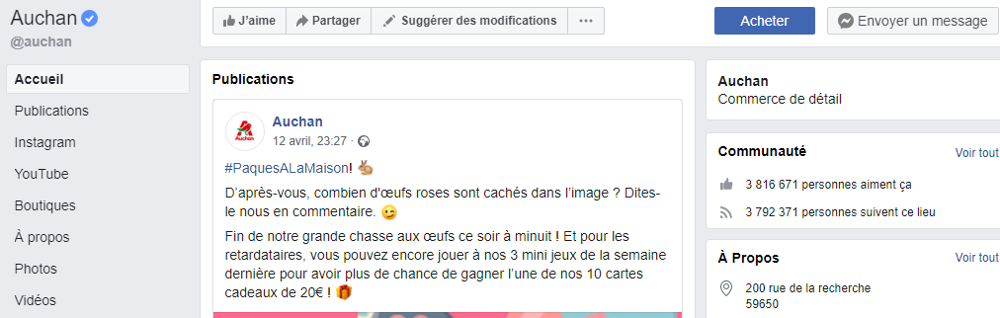 Auchan
@auchan
Accueil
Publications
Instagram
YouTube
Boutiques
À propos
Photos
Vidéos
J’aime
Partager
Suggérer des modifications
Acheter
Envoyer un message
Publications
Auchan
Auchan
12 avril, 23:27 ·
#PaquesALaMaison! 🐇
D’après-vous, combien d’œufs roses sont cachés dans l’image ? Dites-
le nous en commentaire. 😉
Fin de notre grande chasse aux œufs ce soir à minuit ! Et pour les
retardataires, vous pouvez encore jouer à nos 3 mini jeux de la semaine
dernière pour avoir plus de chance de gagner l’une de nos 10 cartes
cadeaux de 20€ ! 🎁
Auchan
Commerce de détail
Communauté Voir tout
3 816 671 personnes aiment ça
3 792 371 personnes suivent ce lieu
À Propos Voir tout
200 rue de la recherche
59650